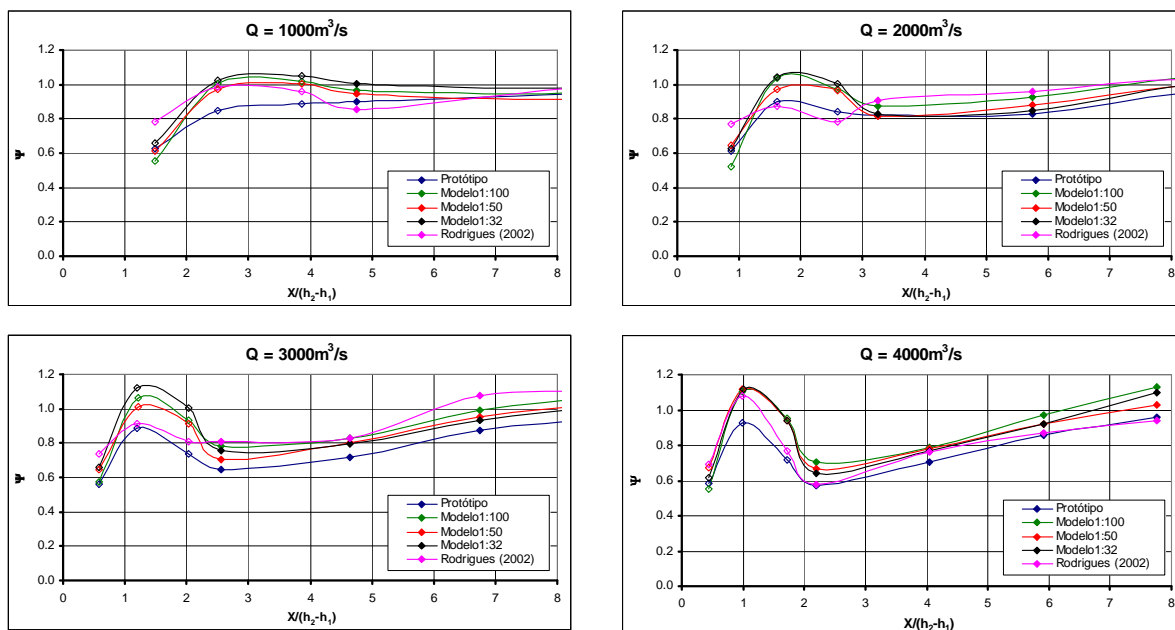 Q = 1000m³/s
1.2
1.0
0.8
0.6
0.4
0.2
0.0
Ψ
Protótipo
Modelo1:100
Modelo1:50
Modelo1:32
Rodrigues (2002)
0 1 2 3 4 5 6 7 8
X/(h₂-h₁)
Q = 2000m³/s
1.2
1.0
0.8
0.6
0.4
0.2
0.0
Ψ
Protótipo
Modelo1:100
Modelo1:50
Modelo1:32
Rodrigues (2002)
0 1 2 3 4 5 6 7 8
X/(h₂-h₁)
Q = 3000m³/s
1.2
1.0
0.8
0.6
0.4
0.2
0.0
Ψ
Protótipo
Modelo1:100
Modelo1:50
Modelo1:32
Rodrigues (2002)
0 1 2 3 4 5 6 7 8
X/(h₂-h₁)
Q = 4000m³/s
1.2
1.0
0.8
0.6
0.4
0.2
0.0
Ψ
Protótipo
Modelo1:100
Modelo1:50
Modelo1:32
Rodrigues (2002)
0 1 2 3 4 5 6 7 8
X/(h₂-h₁)